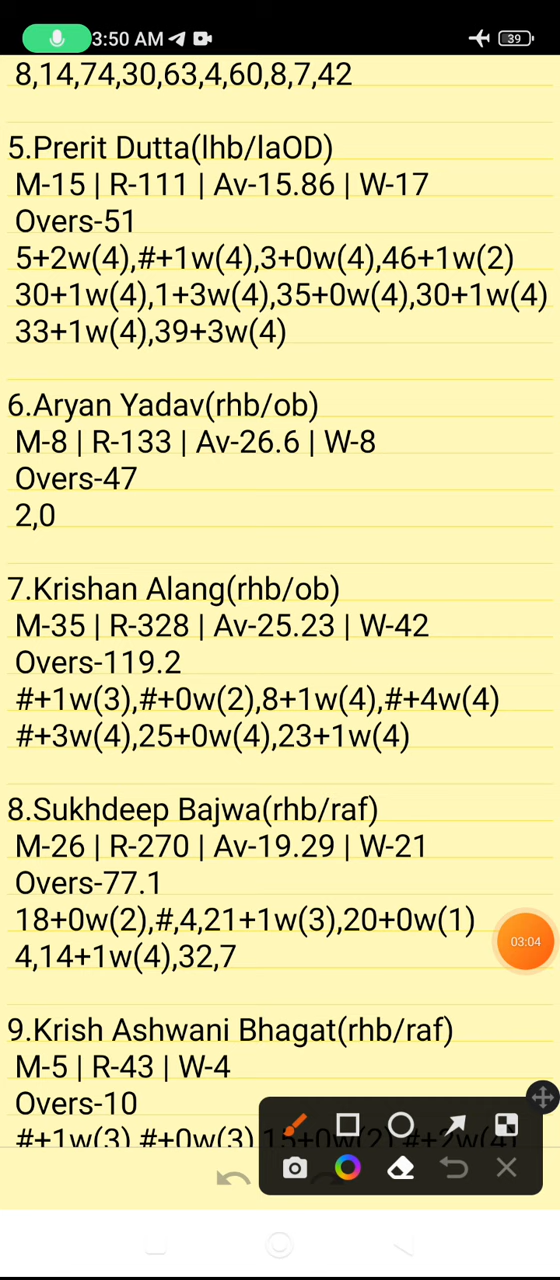 3:50 AM
39
8,14,74,30,63,4,60,8,7,42
5.Prerit Dutta(lhb/laOD)
M-15 | R-111 | Av-15.86 | W-17
Overs-51
5+2w(4),#+1w(4),3+0w(4),46+1w(2)
30+1w(4),1+3w(4),35+0w(4),30+1w(4)
33+1w(4),39+3w(4)
6.Aryan Yadav(rhb/ob)
M-8 | R-133 | Av-26.6 | W-8
Overs-47
2,0
7.Krishan Alang(rhb/ob)
M-35 | R-328 | Av-25.23 | W-42
Overs-119.2
#+1w(3),#+0w(2),8+1w(4),#+4w(4)
#+3w(4),25+0w(4),23+1w(4)
8.Sukhdeep Bajwa(rhb/raf)
M-26 | R-270 | Av-19.29 | W-21
Overs-77.1
18+0w(2),#,4,21+1w(3),20+0w(1)
4,14+1w(4),32,7
03:04
9.Krish Ashwani Bhagat(rhb/raf)
M-5 | R-43 | W-4
Overs-10
#+1w(3),#+0w(3),15+0w(2),#+2w(4)